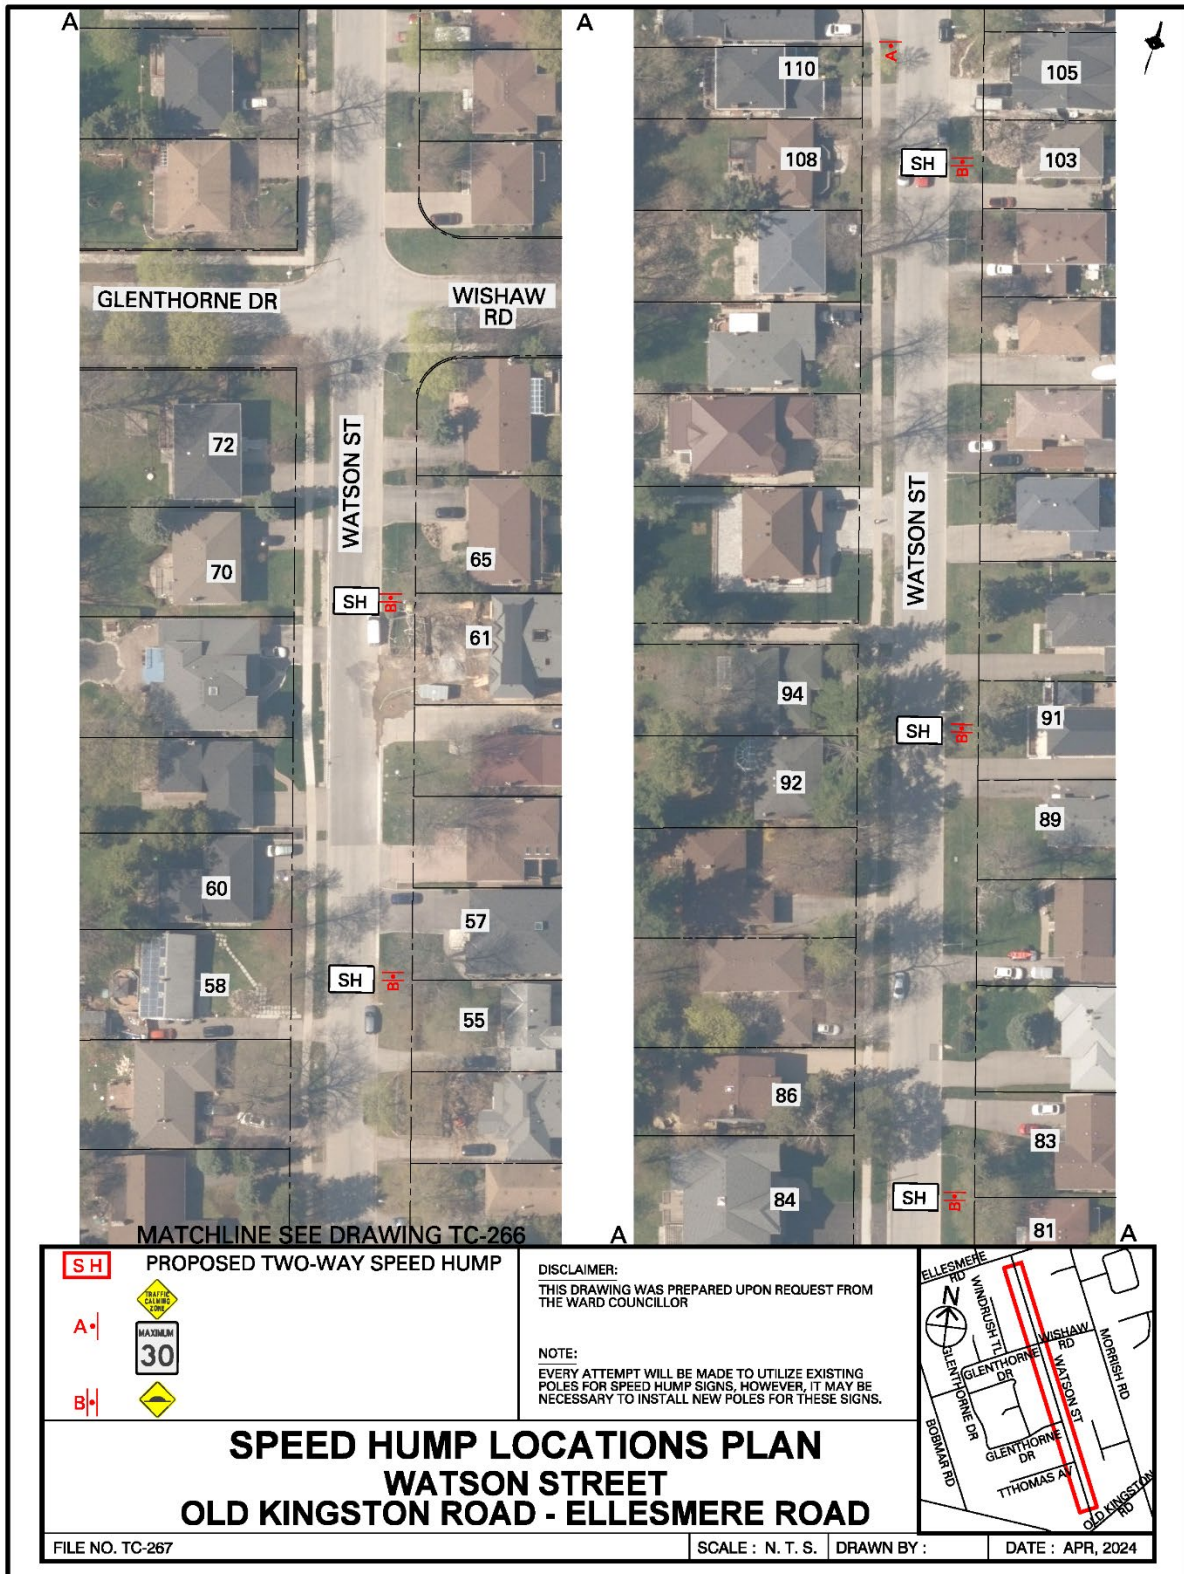 A
A
GLENTHORNE DR
WISHAW
RD
72
WATSON ST
70
65
SH
B
61
60
57
58
SH
B
55
MATCHLINE SEE DRAWING TC-266
110
A
105
108
SH
B
103
WATSON ST
94
SH
B
91
92
89
86
83
84
SH
B
81
A
A
SH
PROPOSED TWO-WAY SPEED HUMP
TRAFFIC
CALMING
ZONE
A
MAXIMUM
30
B
DISCLAIMER:
THIS DRAWING WAS PREPARED UPON REQUEST FROM
THE WARD COUNCILLOR
NOTE:
EVERY ATTEMPT WILL BE MADE TO UTILIZE EXISTING
POLES FOR SPEED HUMP SIGNS, HOWEVER, IT MAY BE
NECESSARY TO INSTALL NEW POLES FOR THESE SIGNS.
ELLESMERE
RD
WINDRUSH TL
N
WISHAW
RD
MORRISH RD
GLENTHORNE
DR
GLENTHORNE DR
WATSON ST
BOBMAR RD
GLENTHORNE
DR
TTHOMAS AV
OLD KINGSTON
RD
SPEED HUMP LOCATIONS PLAN
WATSON STREET
OLD KINGSTON ROAD - ELLESMERE ROAD
FILE NO. TC-267
SCALE : N. T. S.
DRAWN BY :
DATE : APR, 2024